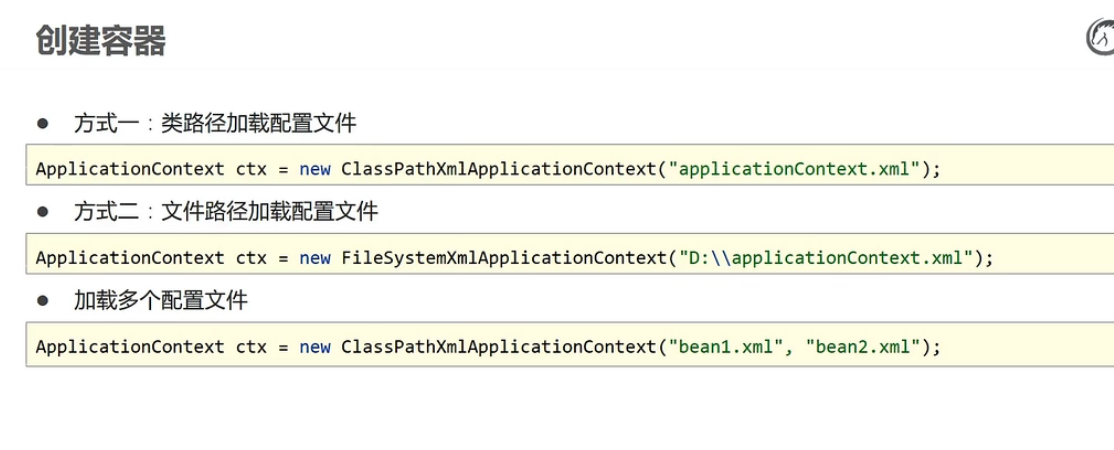 创建容器
● 方式一：类路径加载配置文件
ApplicationContext ctx = new ClassPathXmlApplicationContext("applicationContext.xml");
● 方式二：文件路径加载配置文件
ApplicationContext ctx = new FileSystemXmlApplicationContext("D:\\applicationContext.xml");
● 加载多个配置文件
ApplicationContext ctx = new ClassPathXmlApplicationContext("bean1.xml", "bean2.xml");